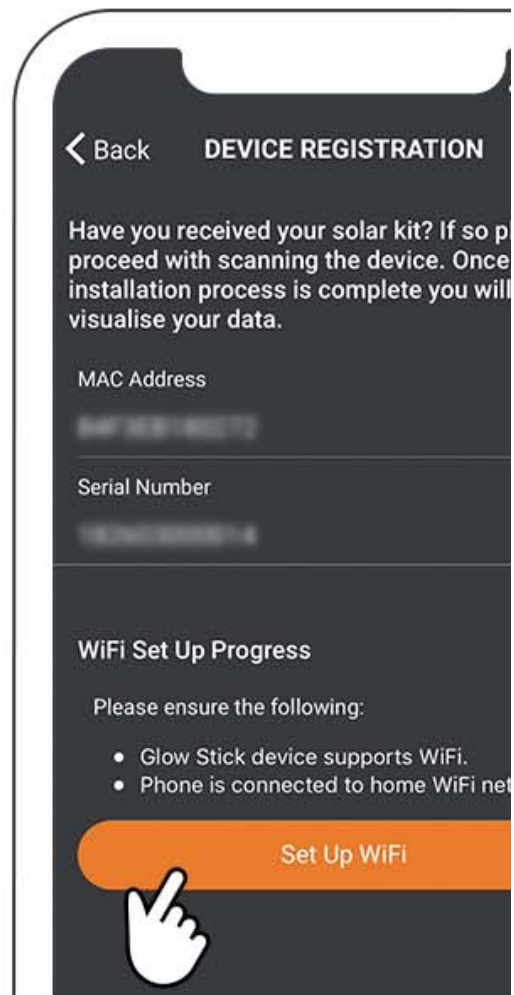 Back DEVICE REGISTRATION
Have you received your solar kit? If so
proceed with scanning the device. Once
installation process is complete you will
visualise your data.
MAC Address
Serial Number
WiFi Set Up Progress
Please ensure the following:
• Glow Stick device supports WiFi.
• Phone is connected to home WiFi
Set Up WiFi